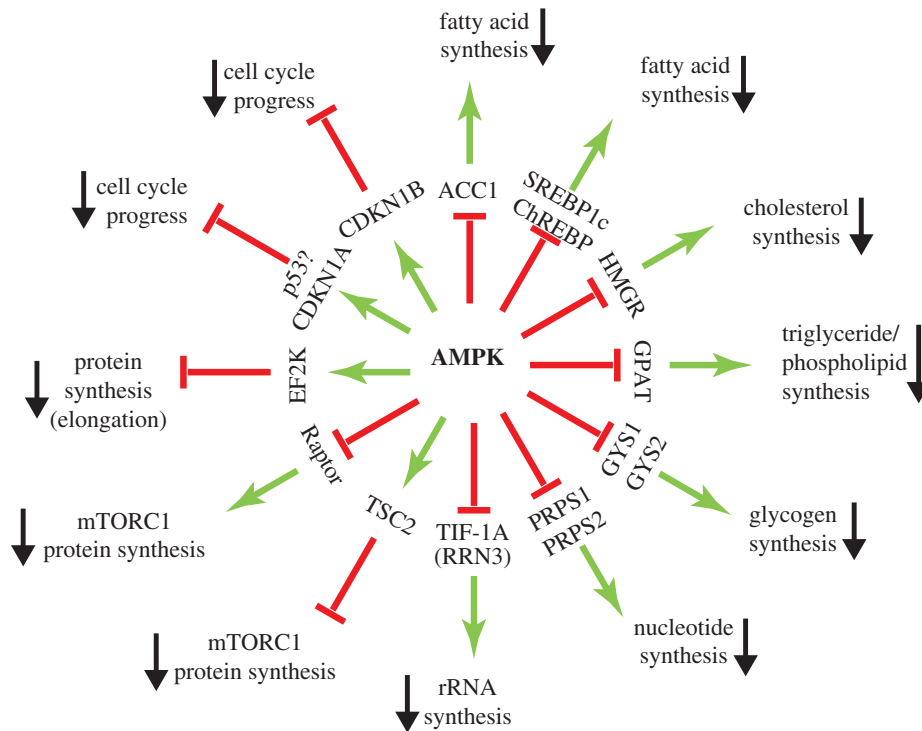 fatty acid
synthesis
fatty acid
synthesis
cell cycle
progress
cell cycle
progress
CDKN1B
ACC1
SREBP1c
ChREBP
cholesterol
synthesis
HMGR
p53?
CDKN1A
AMPK
GPAT
triglyceride/
phospholipid
synthesis
protein
synthesis
(elongation)
EF2K
Raptor
GYS1
GYS2
mTORC1
protein synthesis
TSC2
TIF-1A
(RRN3)
PRPS1
PRPS2
glycogen
synthesis
mTORC1
protein synthesis
nucleotide
synthesis
rRNA
synthesis